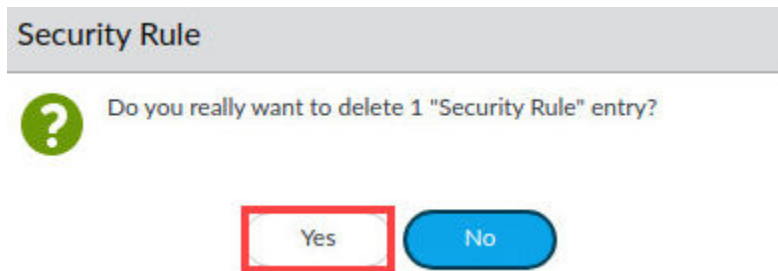 Security Rule
Do you really want to delete 1 "Security Rule" entry?
Yes
No